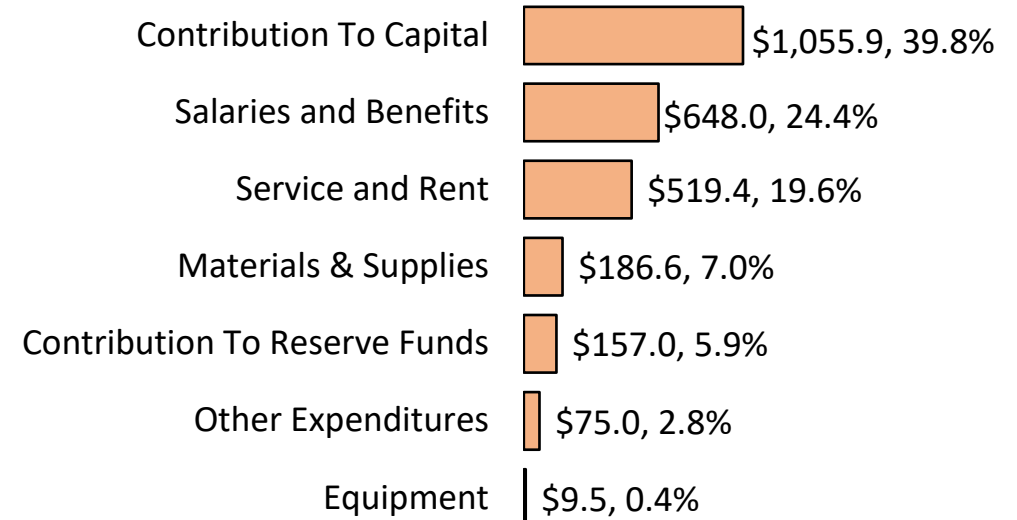 Contribution To Capital $1,055.9, 39.8%
Salaries and Benefits $648.0, 24.4%
Service and Rent $519.4, 19.6%
Materials & Supplies $186.6, 7.0%
Contribution To Reserve Funds $157.0, 5.9%
Other Expenditures $75.0, 2.8%
Equipment $9.5, 0.4%